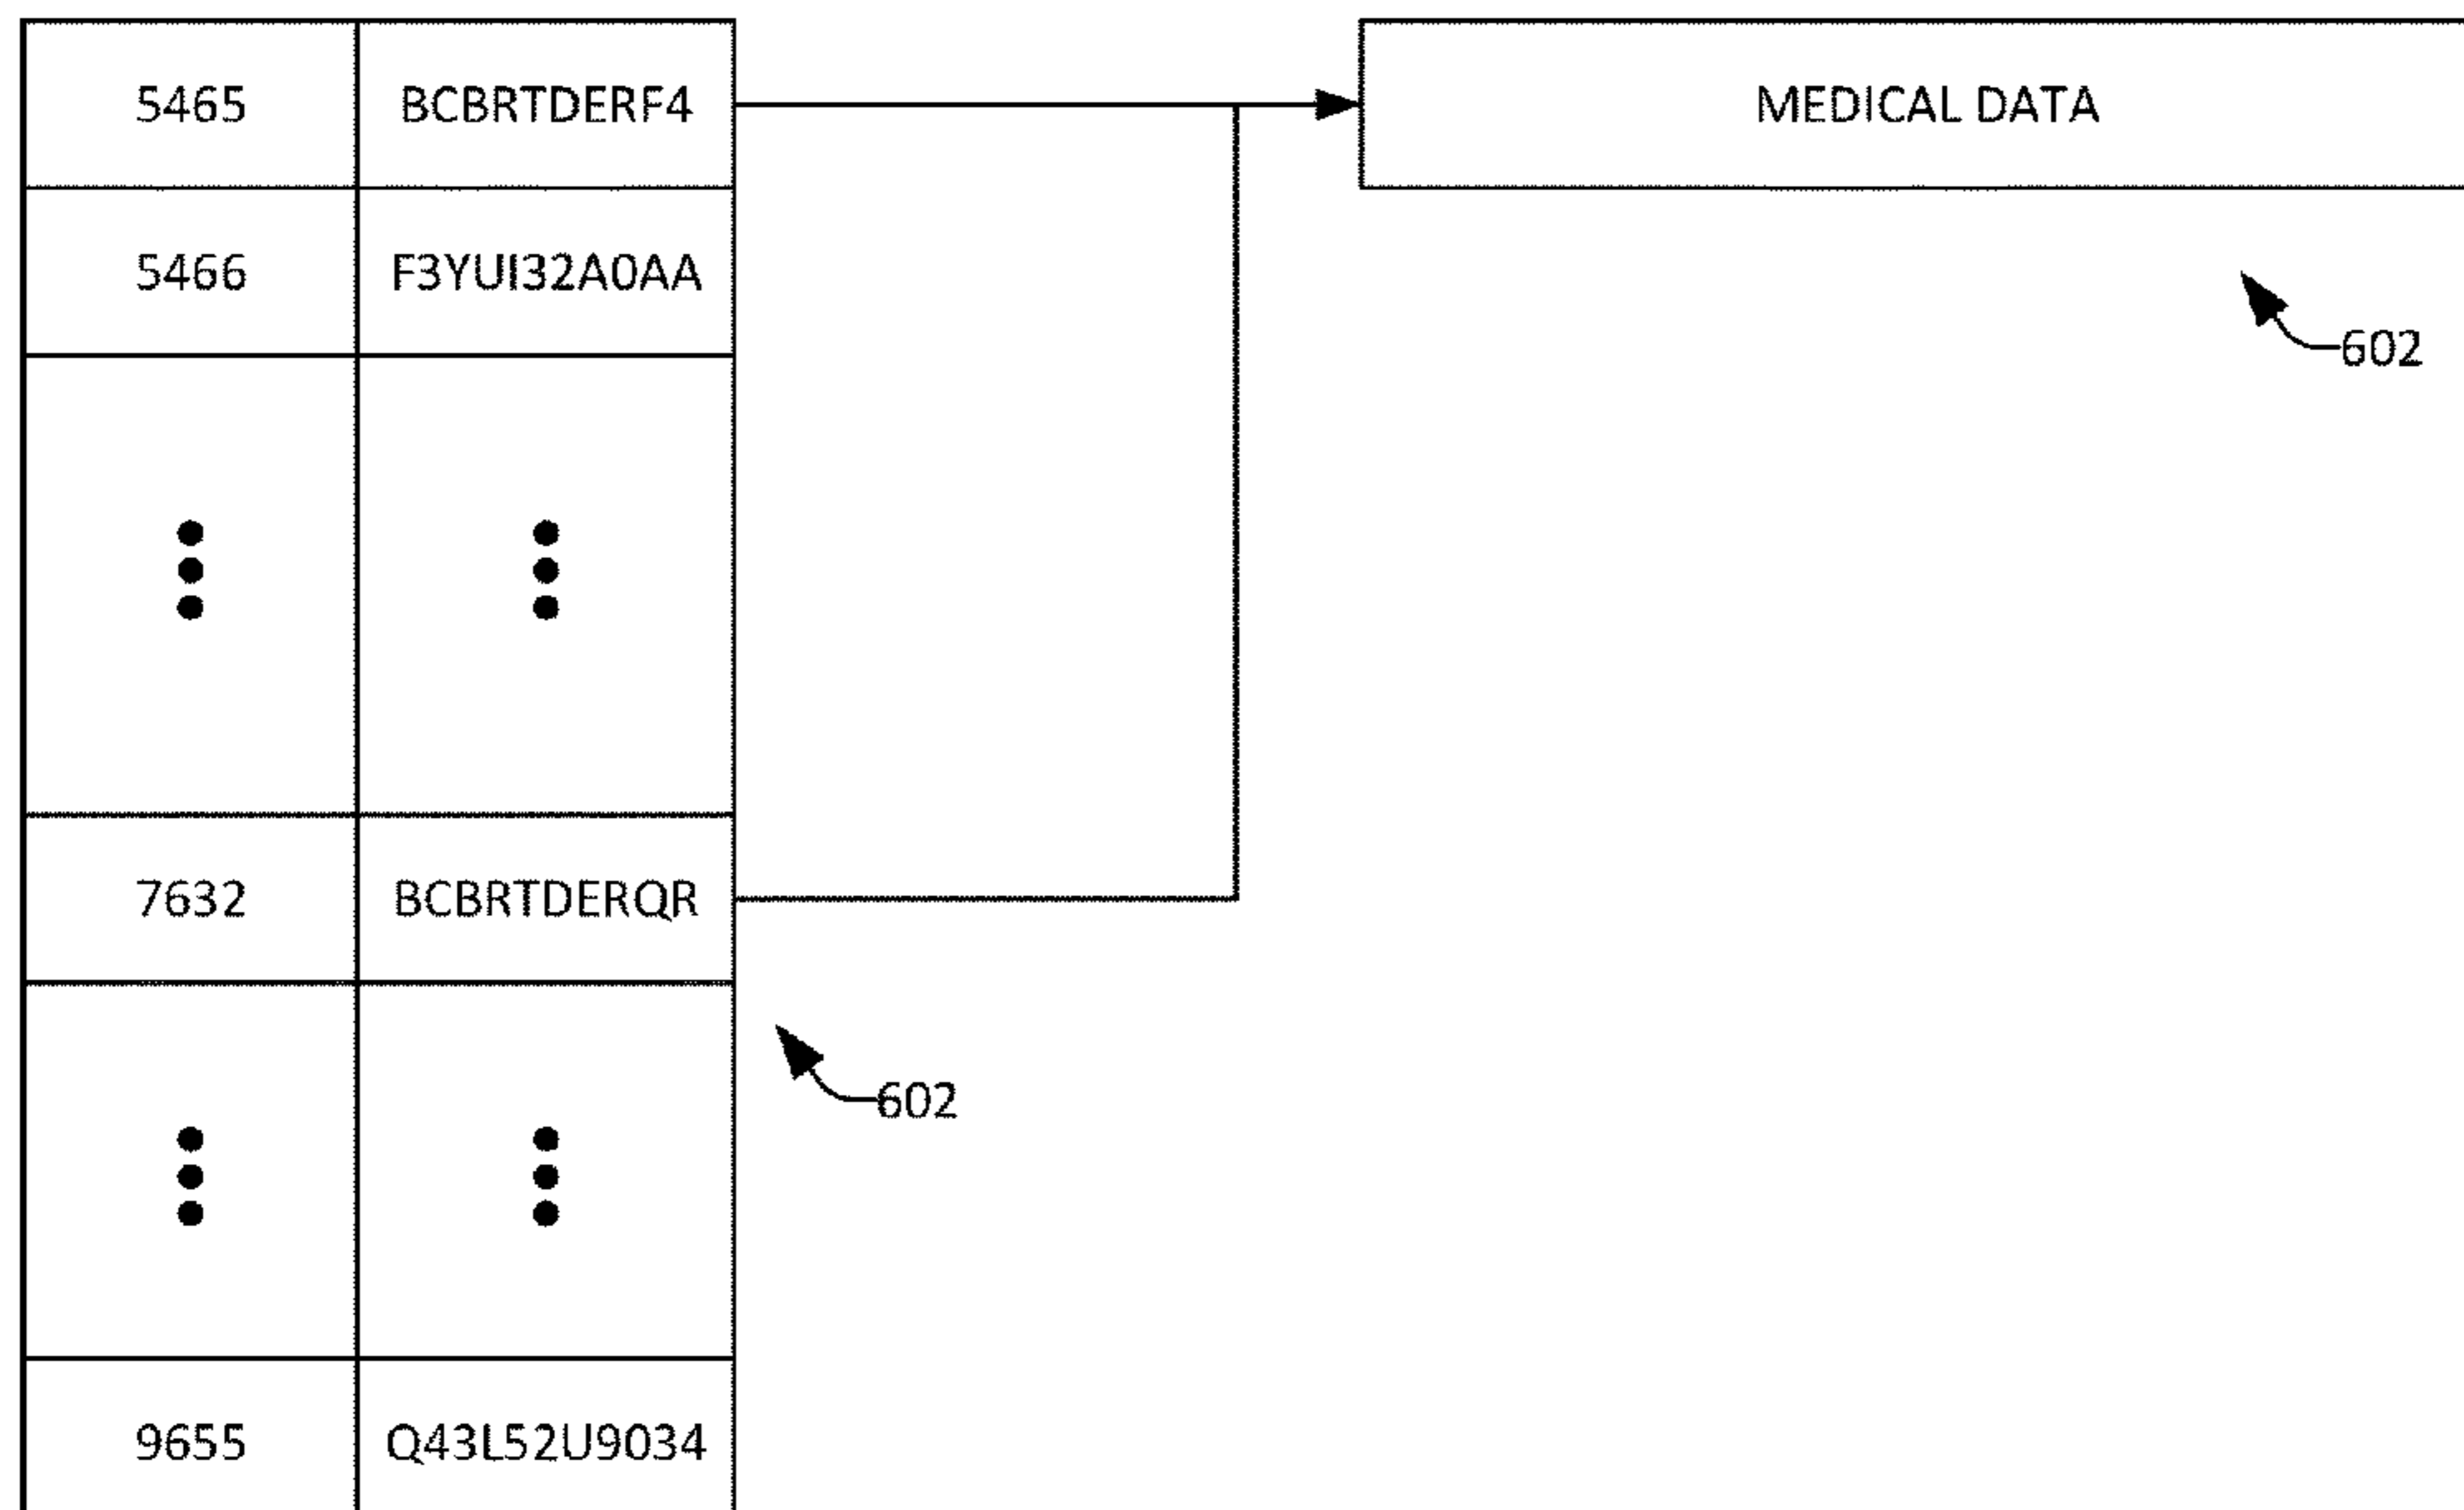 5465 BCBRTDERF4 MEDICAL DATA
5466 F3YUI32A0AA
602
7632 BCBRTDERQR
602
9655 Q43L52U9034